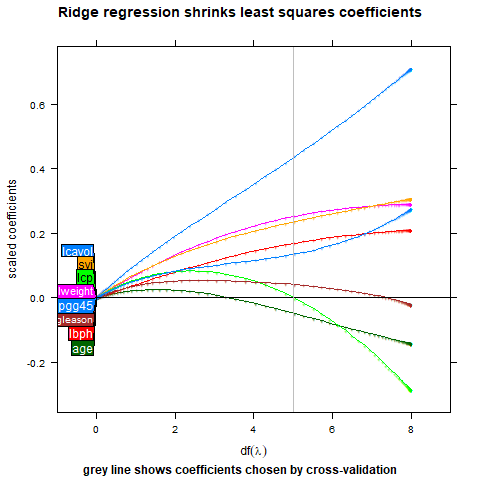 Ridge regression shrinks least squares coefficients
scaled coefficients
0.6
0.4
0.2
0.0
-0.2
lcavol
svi
lcp
lweight
pgg45
gleason
lbph
age
0 2 4 6 8
df(λ)
grey line shows coefficients chosen by cross-validation